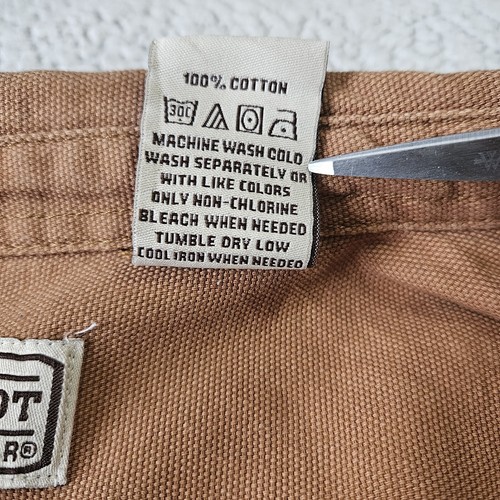 100% COTTON
30C
MACHINE WASH COLD
WASH SEPARATELY OR
WITH LIKE COLORS
ONLY NON-CHLORINE
BLEACH WHEN NEEDED
TUMBLE DRY LOW
COOL IRON WHEN NEEDED
OT
R®